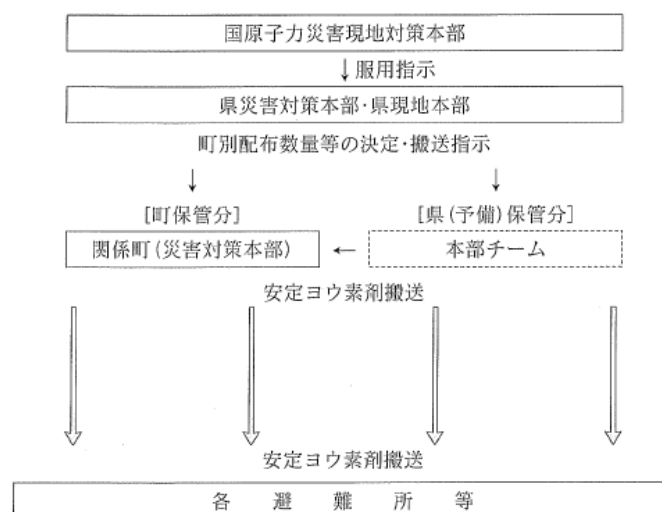 国原子力災害現地対策本部
↓服用指示
県災害対策本部･県現地本部
町別配布数量等の決定･搬送指示
↓ ↓
[町保管分] [県(予備)保管分]
関係町(災害対策本部) ← 本部チーム
安定ヨウ素剤搬送
安定ヨウ素剤搬送
各避難所等